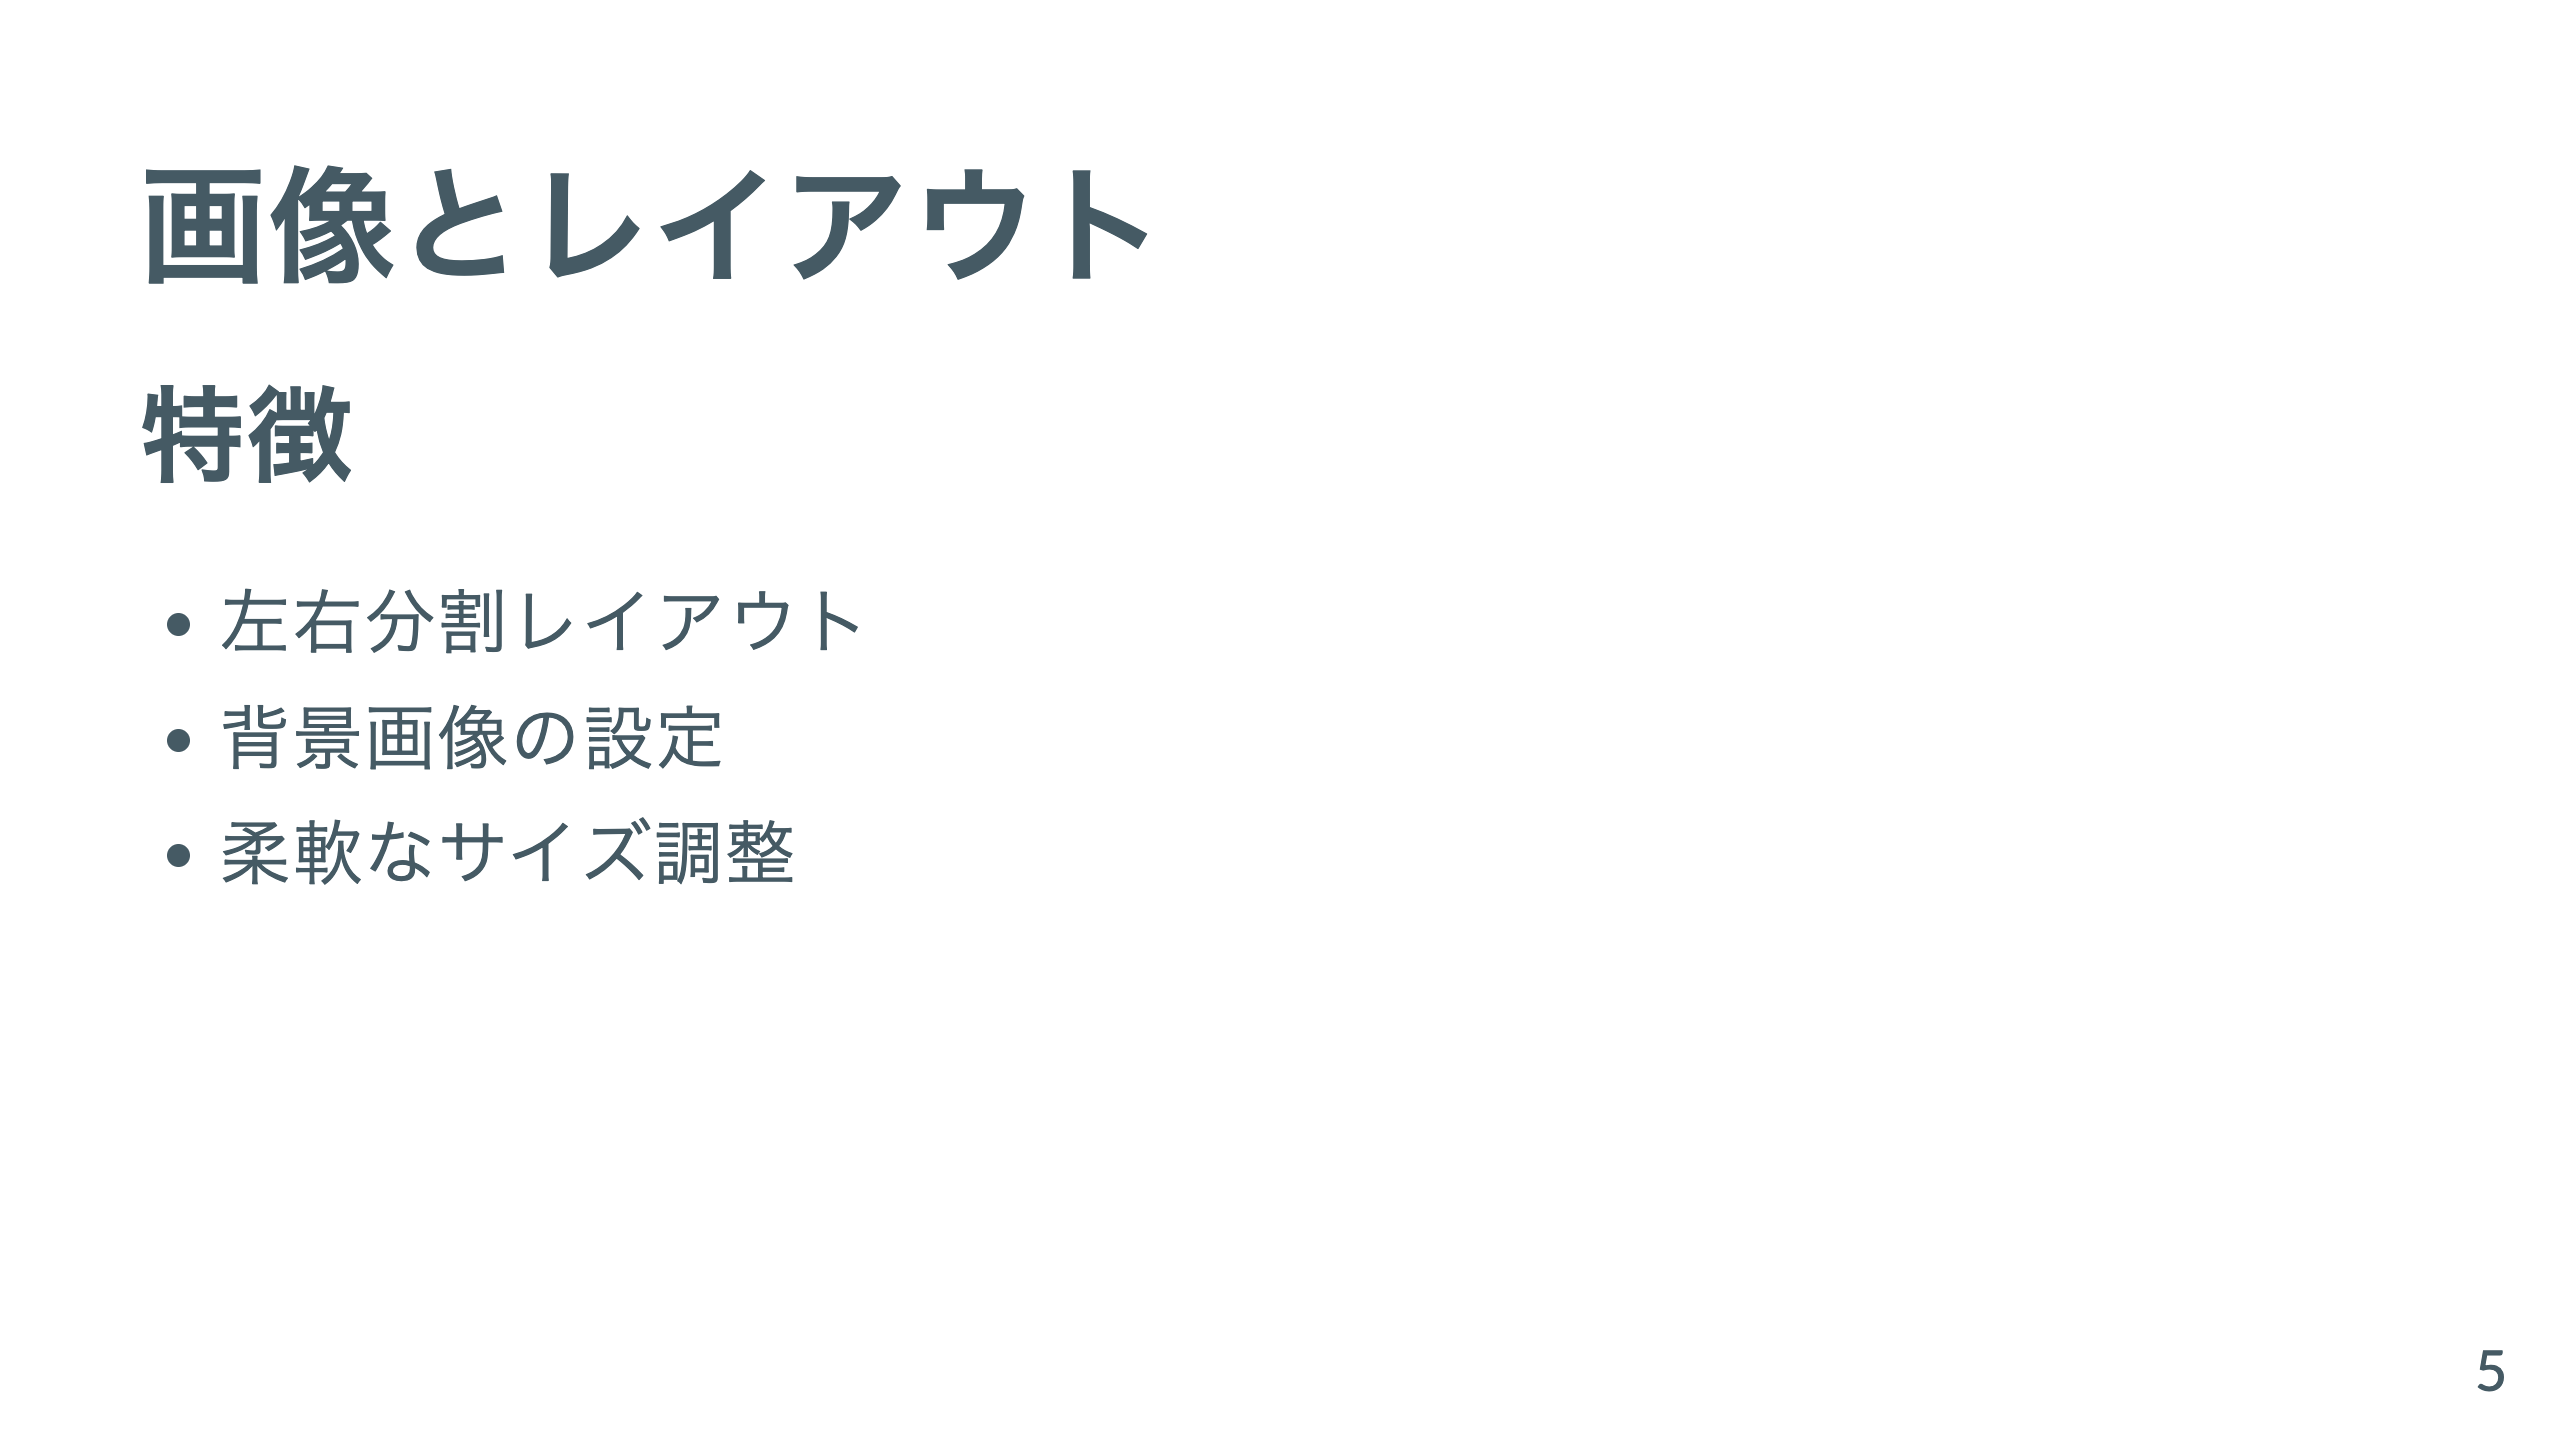 画像とレイアウト
特徴
• 左右分割レイアウト
• 背景画像の設定
• 柔軟なサイズ調整
5